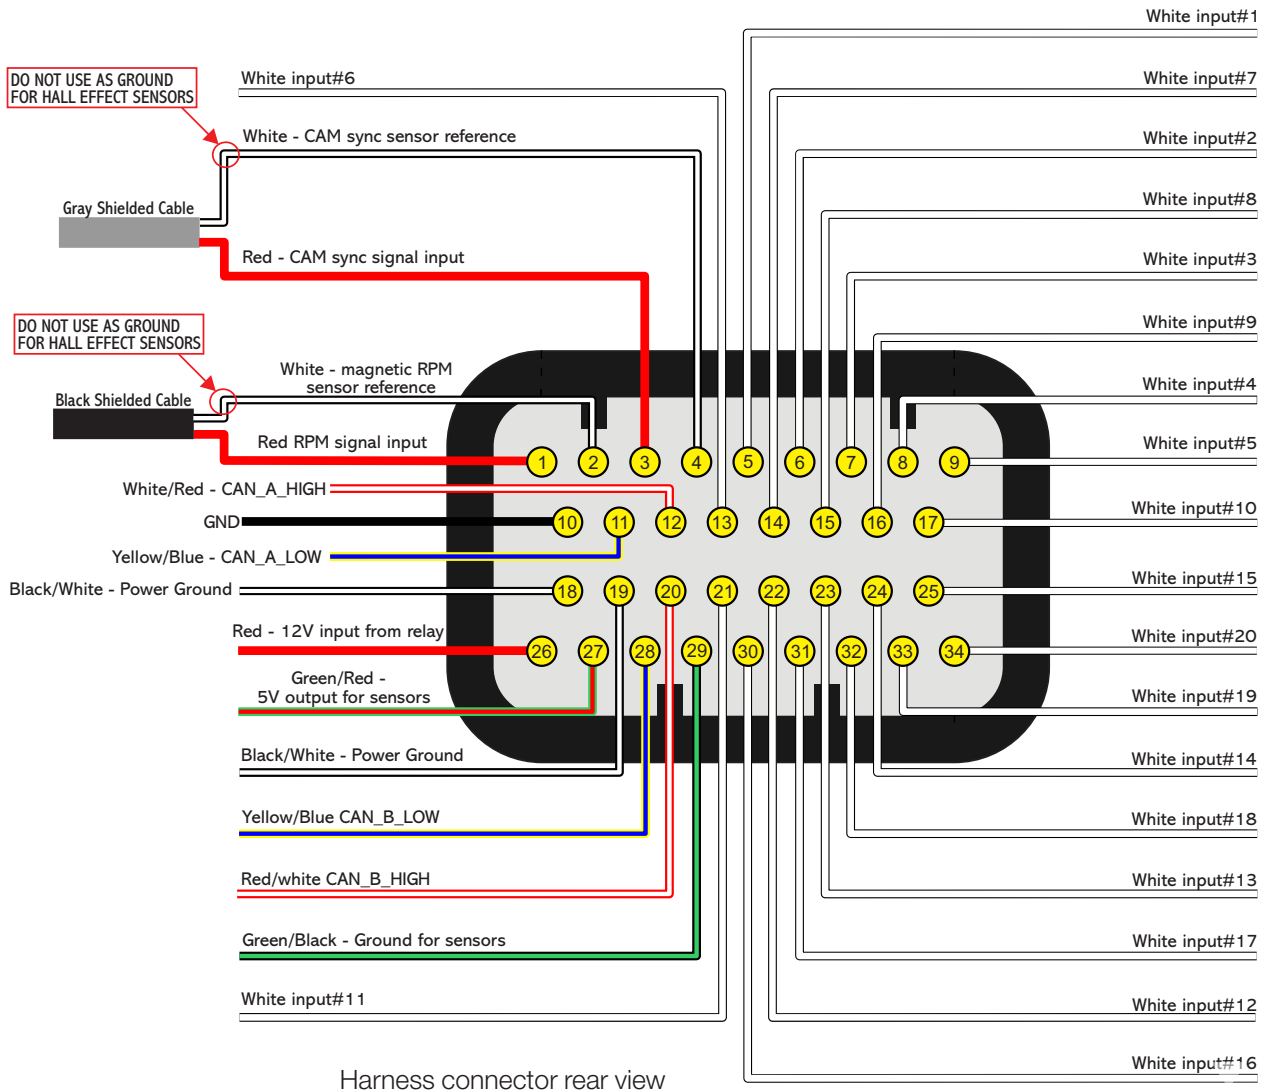 White input#1
DO NOT USE AS GROUND
FOR HALL EFFECT SENSORS
White input#6
White input#7
White - CAM sync sensor reference
White input#2
Gray Shielded Cable
White input#8
Red - CAM sync signal input
White input#3
DO NOT USE AS GROUND
FOR HALL EFFECT SENSORS
White input#9
White - magnetic RPM
sensor reference
White input#4
Black Shielded Cable
Red RPM signal input
White input#5
1 2 3 4 5 6 7 8 9
White/Red - CAN_A_HIGH
White input#10
GND
10 11 12 13 14 15 16 17
Yellow/Blue - CAN_A_LOW
White input#15
Black/White - Power Ground
18 19 20 21 22 23 24 25
Red - 12V input from relay
White input#20
26 27 28 29 30 31 32 33 34
Green/Red -
5V output for sensors
White input#19
Black/White - Power Ground
White input#14
Yellow/Blue CAN_B_LOW
White input#18
Red/white CAN_B_HIGH
White input#13
Green/Black - Ground for sensors
White input#17
White input#11
White input#12
White input#16
Harness connector rear view